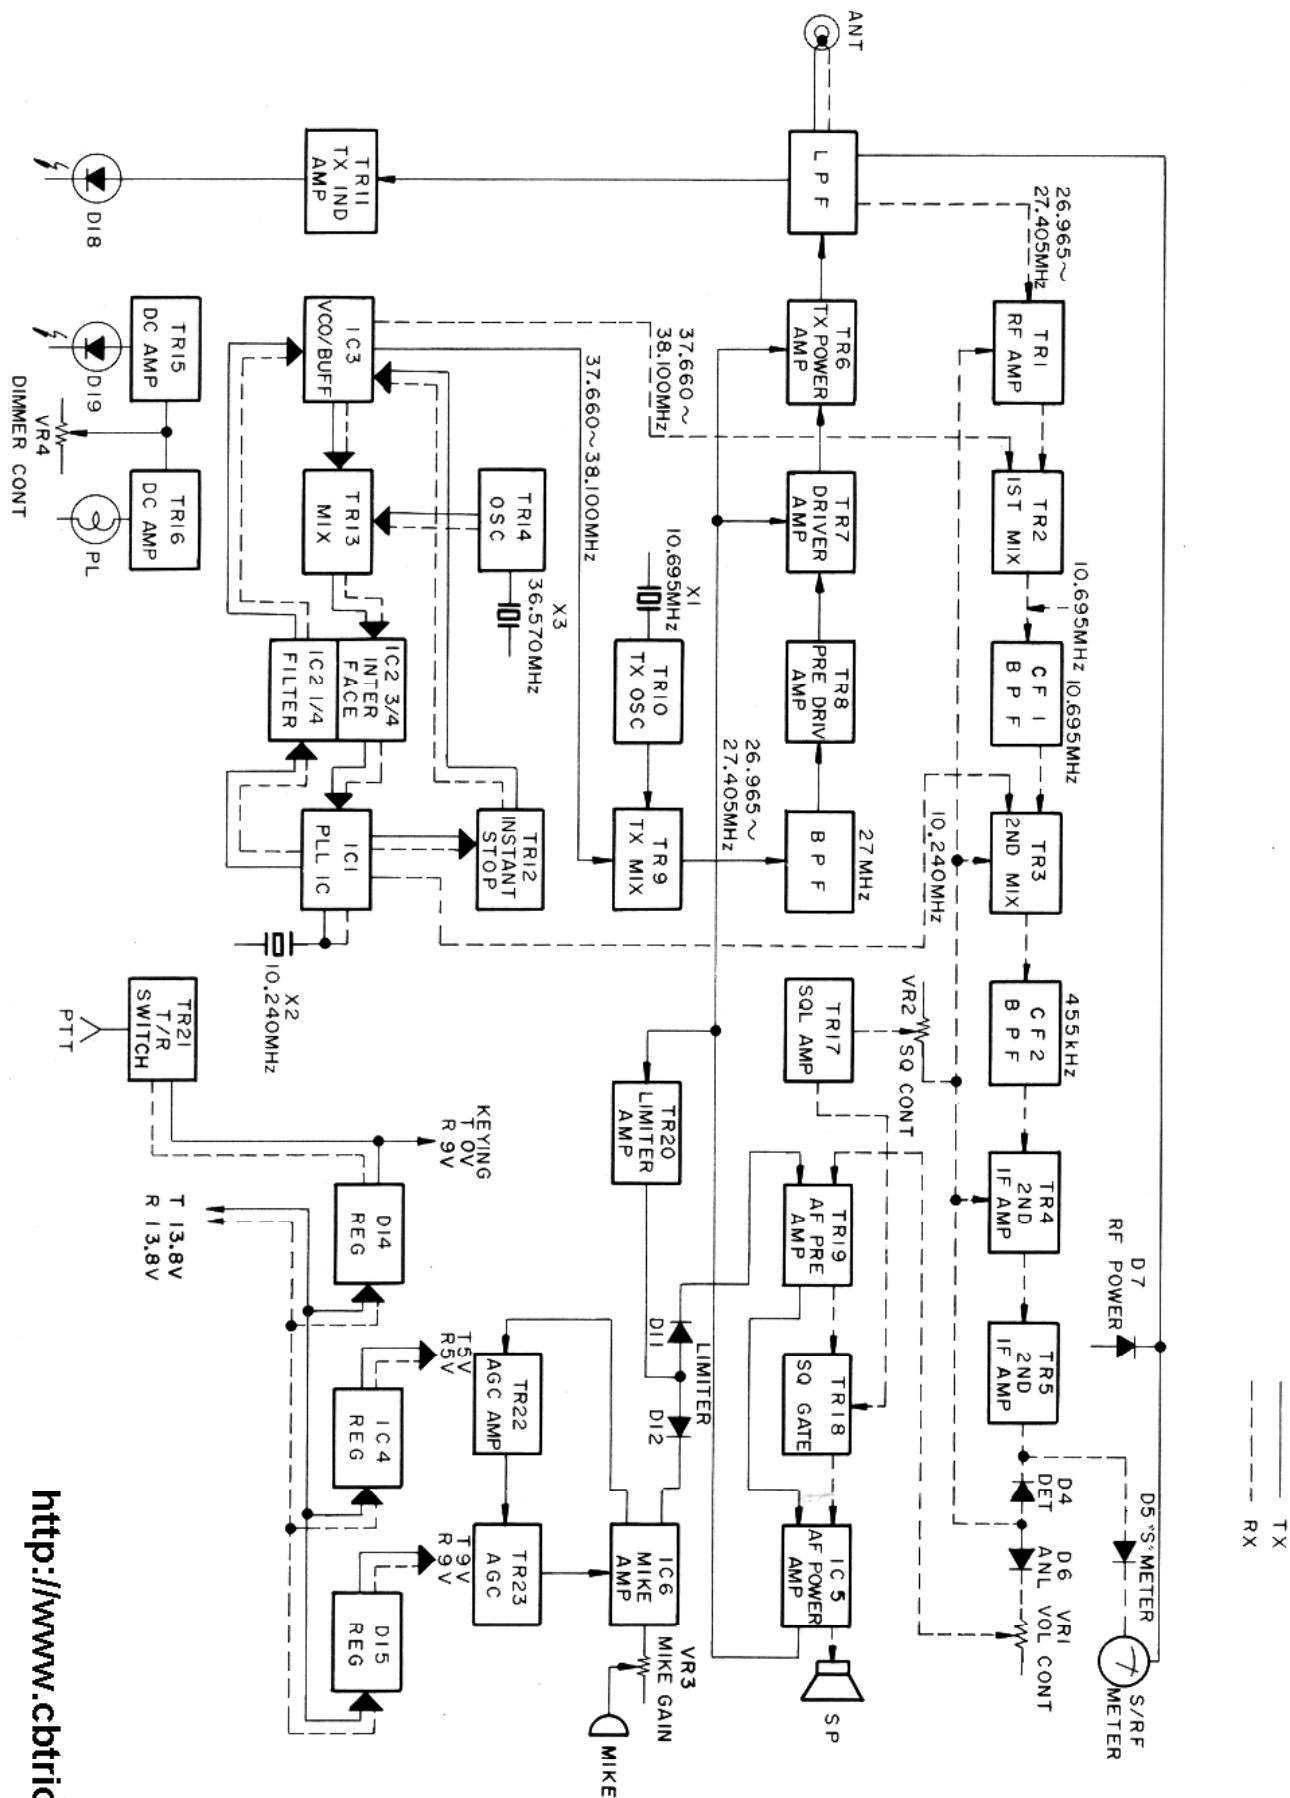 TX
RX
ANT
L P F
26.965～
27.405MHz
TR1
RF AMP
TR2
IST MIX
10.695MHz
CF 1
B P F
10.695MHz
TR3
2ND MIX
10.240MHz
CF2
B P F
455kHz
TR4
2ND
IF AMP
TR5
2ND
IF AMP
D4
DET
D5 "S" METER
D6
ANL
VR1
VOL CONT
S/RF
METER
D7
RF POWER
TR6
TX POWER
AMP
TR7
DRIVER
AMP
TR8
PRE DRIV
AMP
B P F
27MHz
26.965～
27.405MHz
TR17
SQL AMP
VR2
SQ CONT
TR19
AF PRE
AMP
TR18
SQ GATE
IC5
AF POWER
AMP
SP
37.660～
38.100MHz
X1
10.695MHz
TR10
TX OSC
TR9
TX MIX
TR20
LIMITER
AMP
LIMITER
D11
D12
IC6
MIKE
AMP
VR3
MIKE GAIN
MIKE
37.660～38.100MHz
TR14
OSC
X3
36.570MHz
TR12
INSTANT
STOP
TR22
AGC AMP
TR23
AGC
TR11
TX IND
AMP
D18
IC3
VCO/BUFF
TR13
MIX
IC2 3/4
INTER
FACE
IC2 1/4
FILTER
IC1
PLL IC
X2
10.240MHz
KEYING
T 0V
R 9V
D14
REG
T5V
R5V
IC4
REG
T 9V
R 9V
D15
REG
T 13.8V
R 13.8V
TR15
DC AMP
D19
VR4
DIMMER CONT
TR16
DC AMP
PL
TR21
T/R
SWITCH
PTT
http://www.cbtric